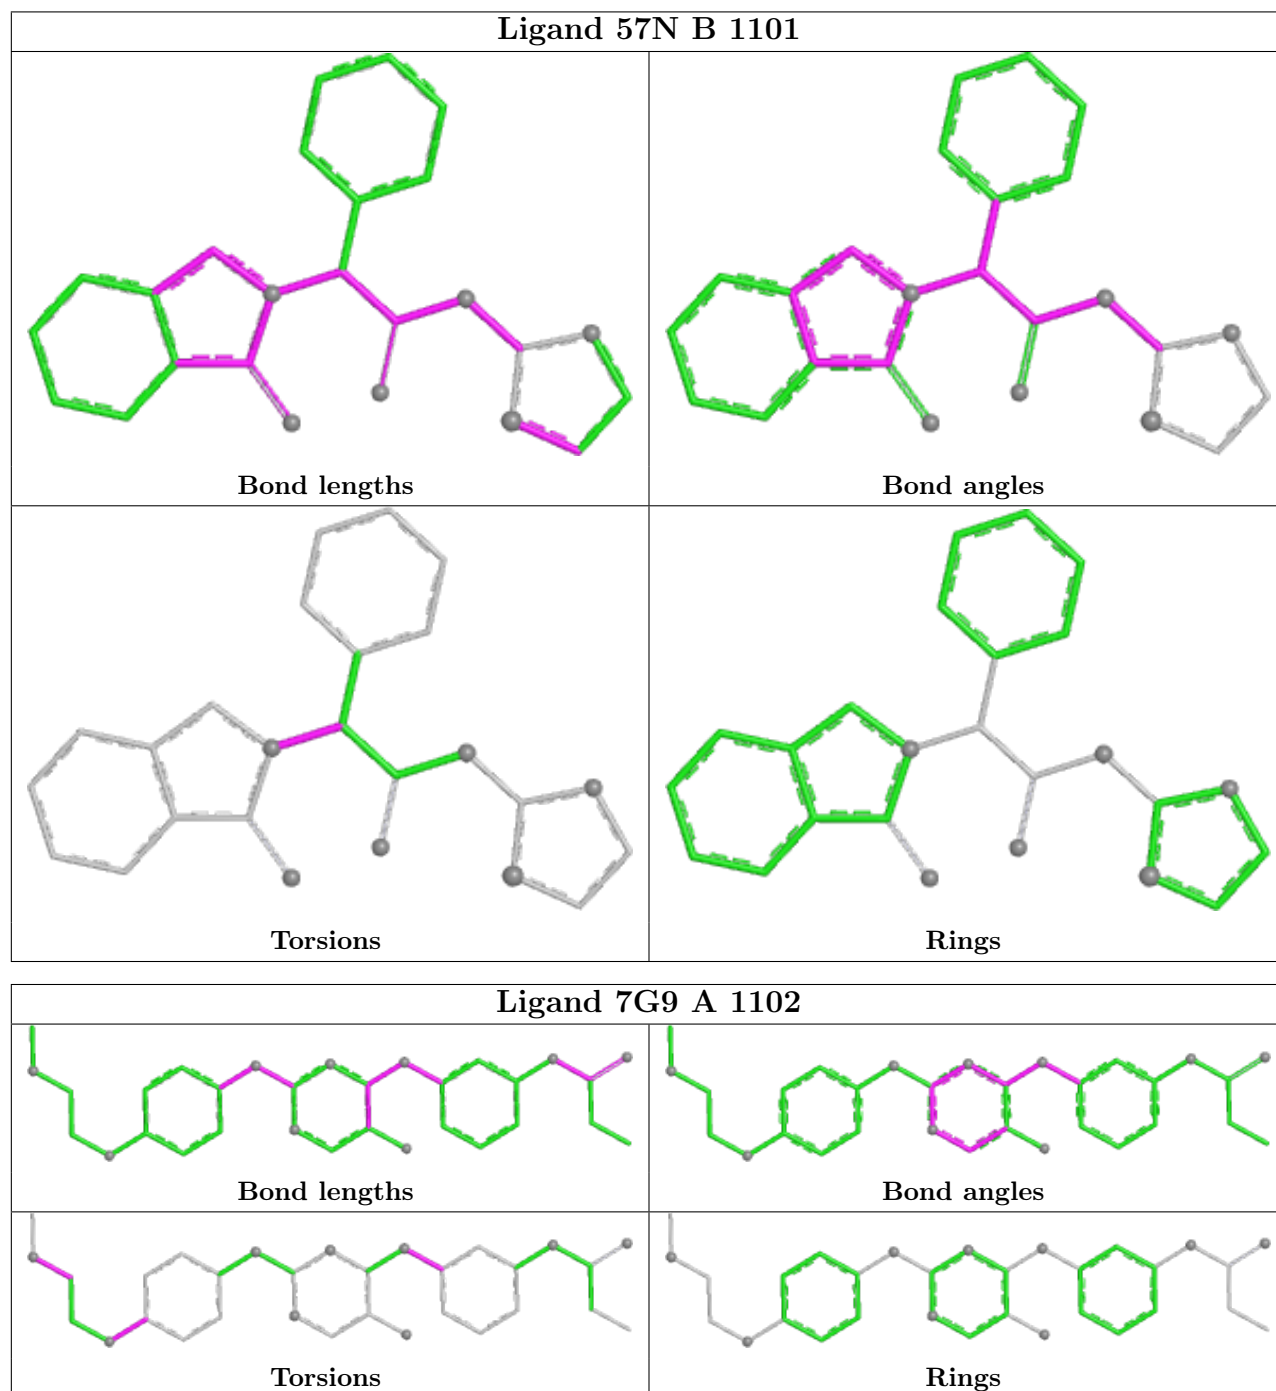 Ligand 57N B 1101
Bond lengths
Bond angles
Torsions
Rings
Ligand 7G9 A 1102
Bond lengths
Bond angles
Torsions
Rings